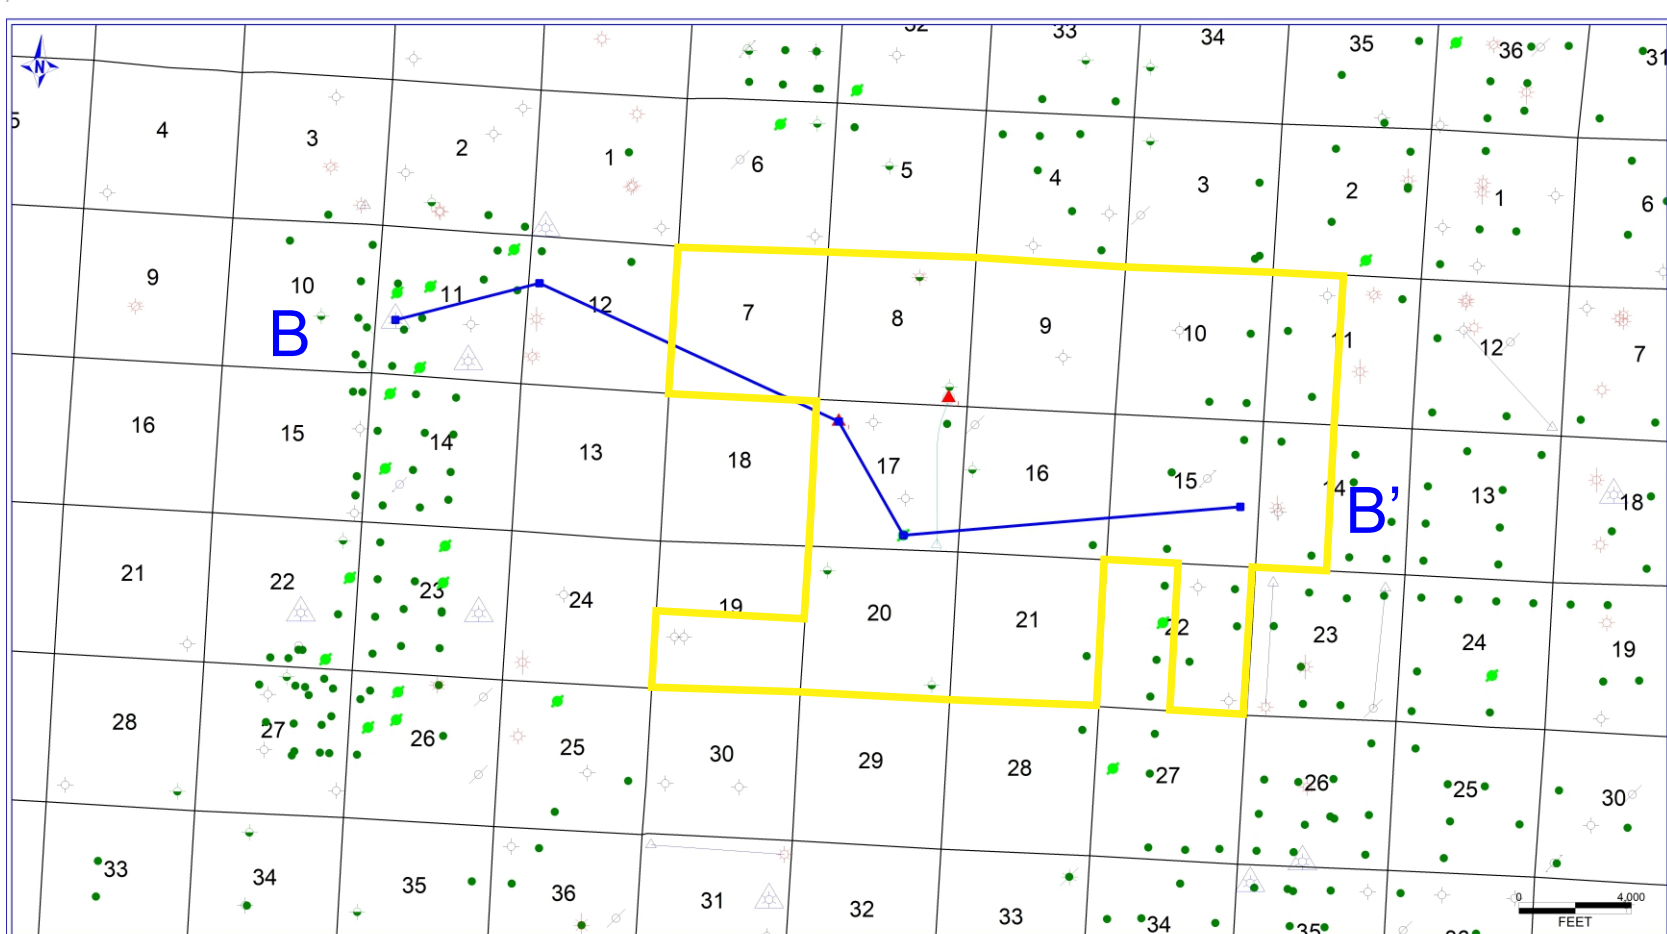 32 33 34 35 36 31
N
5 4 3 2 1 6 5 4 3 2 1 6
9 10 11 12 7 8 9 10 11 12 7
B
16 15 14 13 18 17 16 15 14 13 18
B’
21 22 23 24 19 20 21 22 23 24 19
28 27 26 25 30 29 28 27 26 25 30
33 34 35 36 31 32 33 34 35
0 4,000
FEET